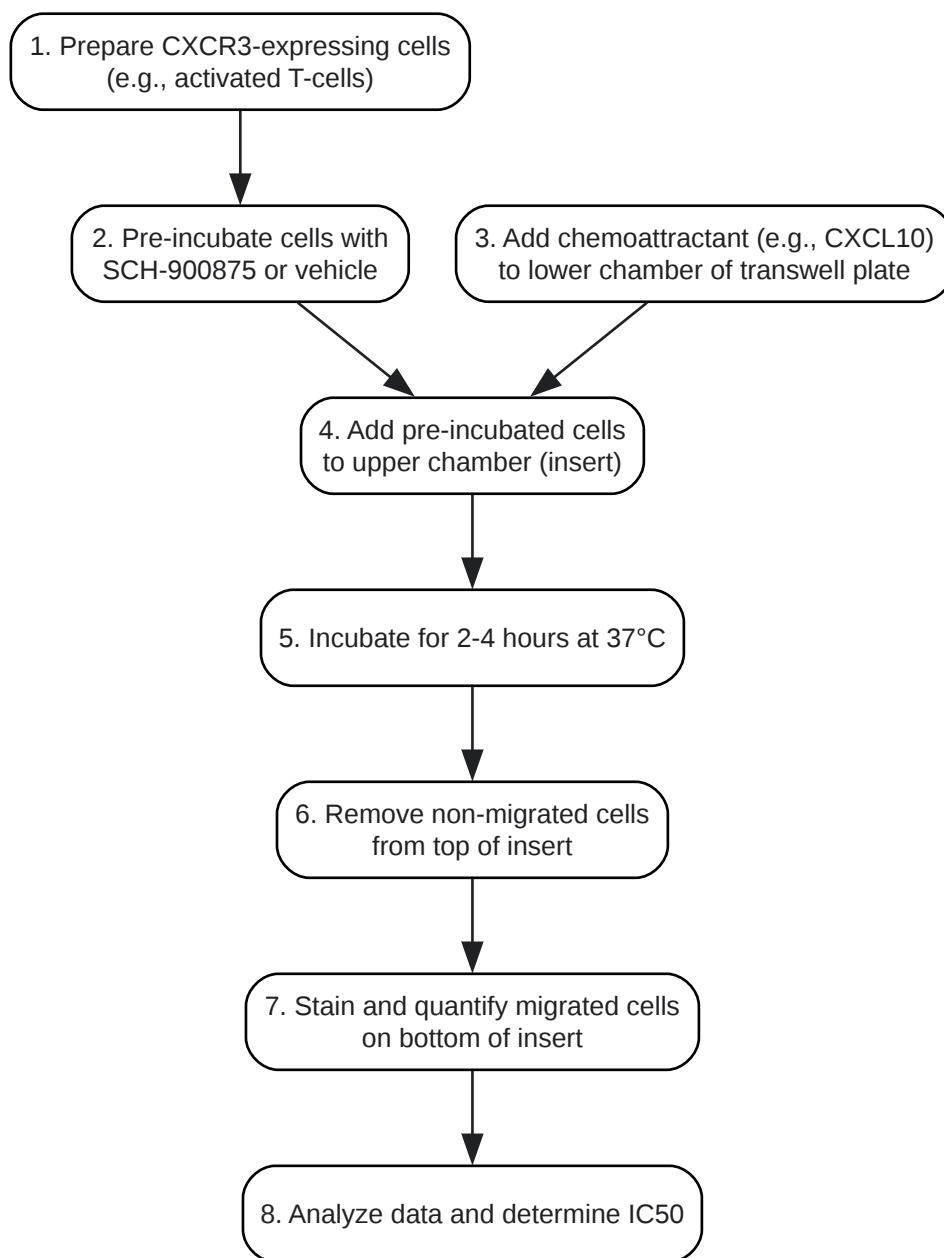 1. Prepare CXCR3-expressing cells
(e.g., activated T-cells)
2. Pre-incubate cells with
SCH-900875 or vehicle
3. Add chemoattractant (e.g., CXCL10)
to lower chamber of transwell plate
4. Add pre-incubated cells
to upper chamber (insert)
5. Incubate for 2-4 hours at 37°C
6. Remove non-migrated cells
from top of insert
7. Stain and quantify migrated cells
on bottom of insert
8. Analyze data and determine IC50